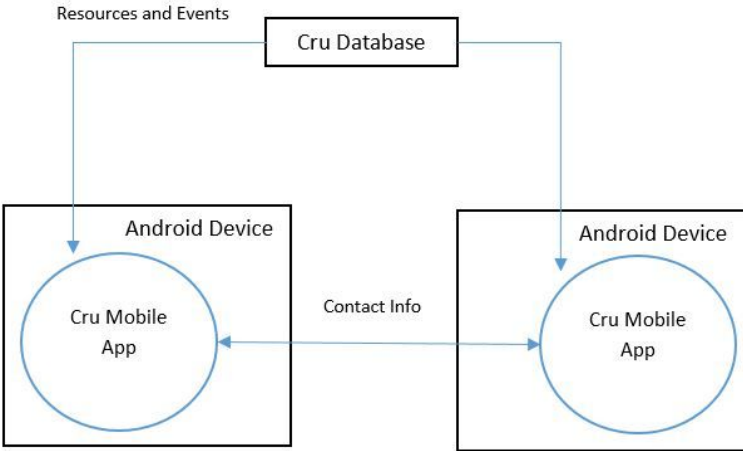 Resources and Events
Cru Database
Android Device
Cru Mobile
App
Contact Info
Android Device
Cru Mobile
App